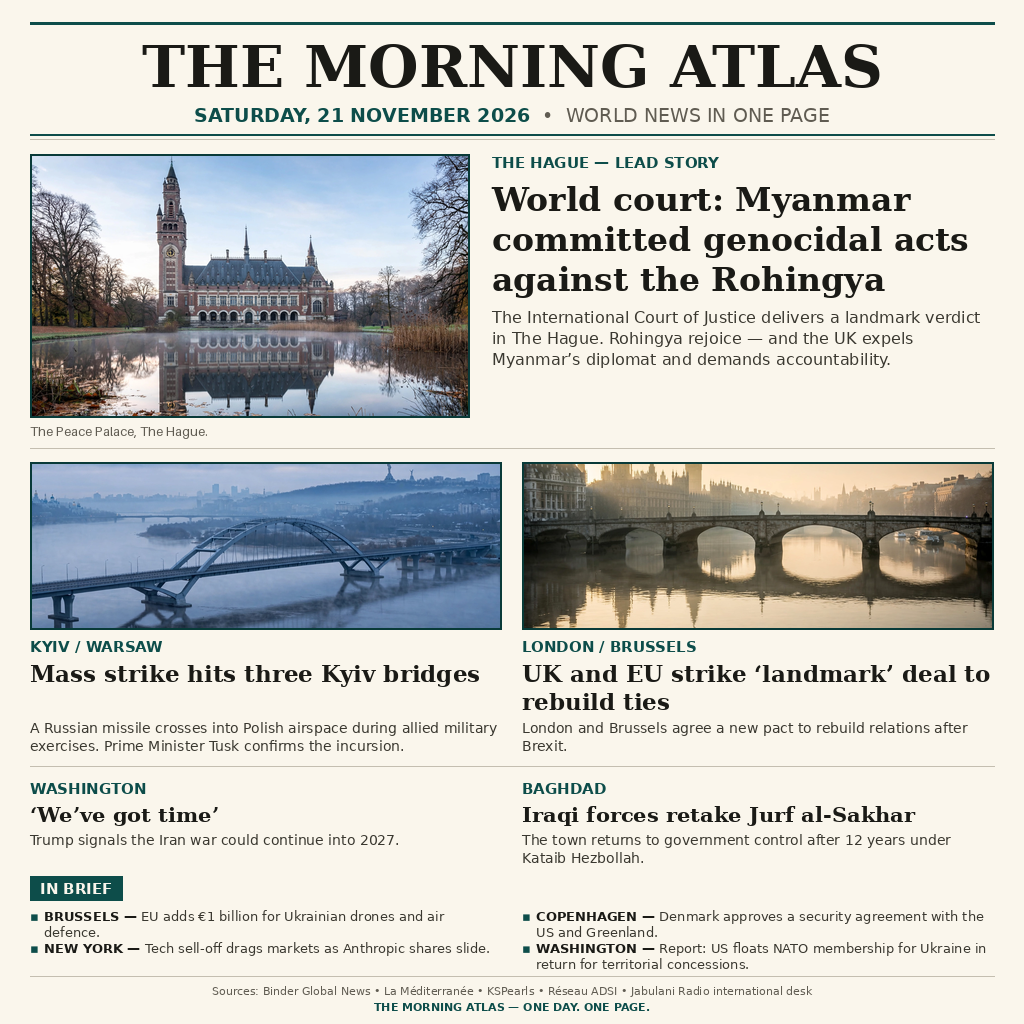 THE MORNING ATLAS
SATURDAY, 21 NOVEMBER 2026 • WORLD NEWS IN ONE PAGE
THE HAGUE — LEAD STORY
World court: Myanmar
committed genocidal acts
against the Rohingya
The International Court of Justice delivers a landmark verdict
in The Hague. Rohingya rejoice — and the UK expels
Myanmar’s diplomat and demands accountability.
The Peace Palace, The Hague.
KYIV / WARSAW
Mass strike hits three Kyiv bridges
A Russian missile crosses into Polish airspace during allied military
exercises. Prime Minister Tusk confirms the incursion.
LONDON / BRUSSELS
UK and EU strike ‘landmark’ deal to
rebuild ties
London and Brussels agree a new pact to rebuild relations after
Brexit.
WASHINGTON
‘We’ve got time’
Trump signals the Iran war could continue into 2027.
BAGHDAD
Iraqi forces retake Jurf al-Sakhar
The town returns to government control after 12 years under
Kataib Hezbollah.
IN BRIEF
▪ BRUSSELS — EU adds €1 billion for Ukrainian drones and air
defence.
▪ NEW YORK — Tech sell-off drags markets as Anthropic shares slide.
▪ COPENHAGEN — Denmark approves a security agreement with the
US and Greenland.
▪ WASHINGTON — Report: US floats NATO membership for Ukraine in
return for territorial concessions.
Sources: Binder Global News • La Méditerranée • KSPearls • Réseau ADSI • Jabulani Radio international desk
THE MORNING ATLAS — ONE DAY. ONE PAGE.